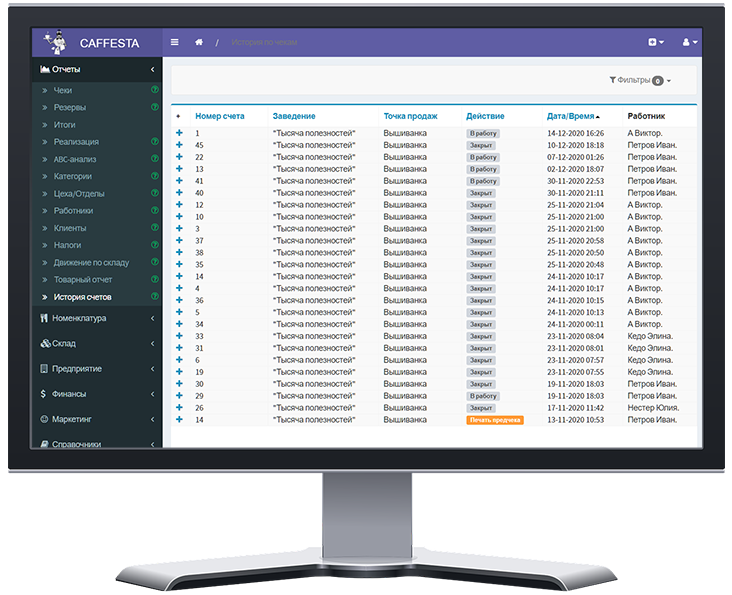 CAFFESTA / История по чекам
Отчеты
Чеки
Резервы
Итоги
Реализация
ABC-анализ
Категории
Цеха/Отделы
Работники
Клиенты
Налоги
Движение по складу
Товарный отчет
История счетов
Номенклатура
Склад
Предприятие
$ Финансы
Маркетинг
Справочники
Фильтры 0
+ Номер счета Заведение Точка продаж Действие Дата/Время Работник
+ 1 "Тысяча полезностей" Вышиванка В работу 14-12-2020 16:26 А Виктор.
+ 45 "Тысяча полезностей" Вышиванка Закрыт 10-12-2020 18:18 Петров Иван.
+ 22 "Тысяча полезностей" Вышиванка В работу 07-12-2020 01:26 Петров Иван.
+ 13 "Тысяча полезностей" Вышиванка В работу 02-12-2020 18:07 Петров Иван.
+ 41 "Тысяча полезностей" Вышиванка В работу 30-11-2020 22:53 Петров Иван.
+ 40 "Тысяча полезностей" Вышиванка Закрыт 30-11-2020 21:11 Петров Иван.
+ 12 "Тысяча полезностей" Вышиванка Закрыт 25-11-2020 21:04 А Виктор.
+ 10 "Тысяча полезностей" Вышиванка Закрыт 25-11-2020 21:00 А Виктор.
+ 3 "Тысяча полезностей" Вышиванка Закрыт 25-11-2020 21:00 А Виктор.
+ 37 "Тысяча полезностей" Вышиванка Закрыт 25-11-2020 20:58 А Виктор.
+ 38 "Тысяча полезностей" Вышиванка Закрыт 25-11-2020 20:50 А Виктор.
+ 35 "Тысяча полезностей" Вышиванка Закрыт 25-11-2020 20:48 А Виктор.
+ 14 "Тысяча полезностей" Вышиванка Закрыт 24-11-2020 10:17 А Виктор.
+ 4 "Тысяча полезностей" Вышиванка Закрыт 24-11-2020 10:17 А Виктор.
+ 36 "Тысяча полезностей" Вышиванка Закрыт 24-11-2020 10:15 А Виктор.
+ 5 "Тысяча полезностей" Вышиванка Закрыт 24-11-2020 10:13 А Виктор.
+ 34 "Тысяча полезностей" Вышиванка Закрыт 24-11-2020 00:11 А Виктор.
+ 33 "Тысяча полезностей" Вышиванка Закрыт 23-11-2020 08:04 Кедо Элина.
+ 31 "Тысяча полезностей" Вышиванка Закрыт 23-11-2020 08:01 Кедо Элина.
+ 6 "Тысяча полезностей" Вышиванка Закрыт 23-11-2020 07:57 Кедо Элина.
+ 19 "Тысяча полезностей" Вышиванка Закрыт 23-11-2020 07:55 Кедо Элина.
+ 30 "Тысяча полезностей" Вышиванка Закрыт 19-11-2020 18:03 Петров Иван.
+ 29 "Тысяча полезностей" Вышиванка В работу 19-11-2020 18:03 Петров Иван.
+ 26 "Тысяча полезностей" Вышиванка Закрыт 17-11-2020 11:42 Нестер Юлия.
+ 14 "Тысяча полезностей" Вышиванка Печать предчека 13-11-2020 10:53 Петров Иван.